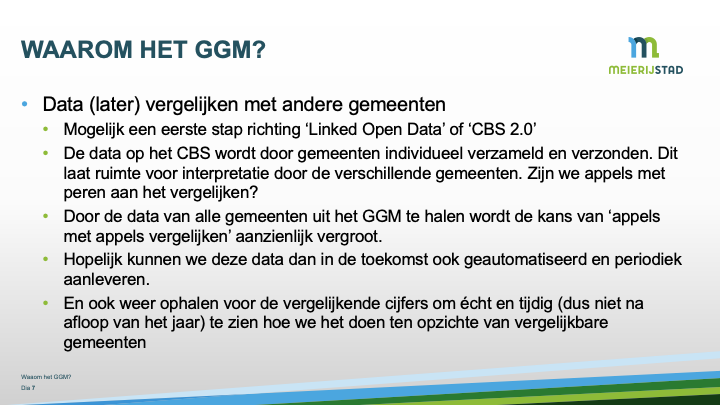 WAAROM HET GGM?
MEIERIJSTAD
• Data (later) vergelijken met andere gemeenten
• Mogelijk een eerste stap richting ‘Linked Open Data’ of ‘CBS 2.0’
• De data op het CBS wordt door gemeenten individueel verzameld en verzonden. Dit
laat ruimte voor interpretatie door de verschillende gemeenten. Zijn we appels met
peren aan het vergelijken?
• Door de data van alle gemeenten uit het GGM te halen wordt de kans van ‘appels
met appels vergelijken’ aanzienlijk vergroot.
• Hopelijk kunnen we deze data dan in de toekomst ook geautomatiseerd en periodiek
aanleveren.
• En ook weer ophalen voor de vergelijkende cijfers om écht en tijdig (dus niet na
afloop van het jaar) te zien hoe we het doen ten opzichte van vergelijkbare
gemeenten
Waaom het GGM?
Dia 7